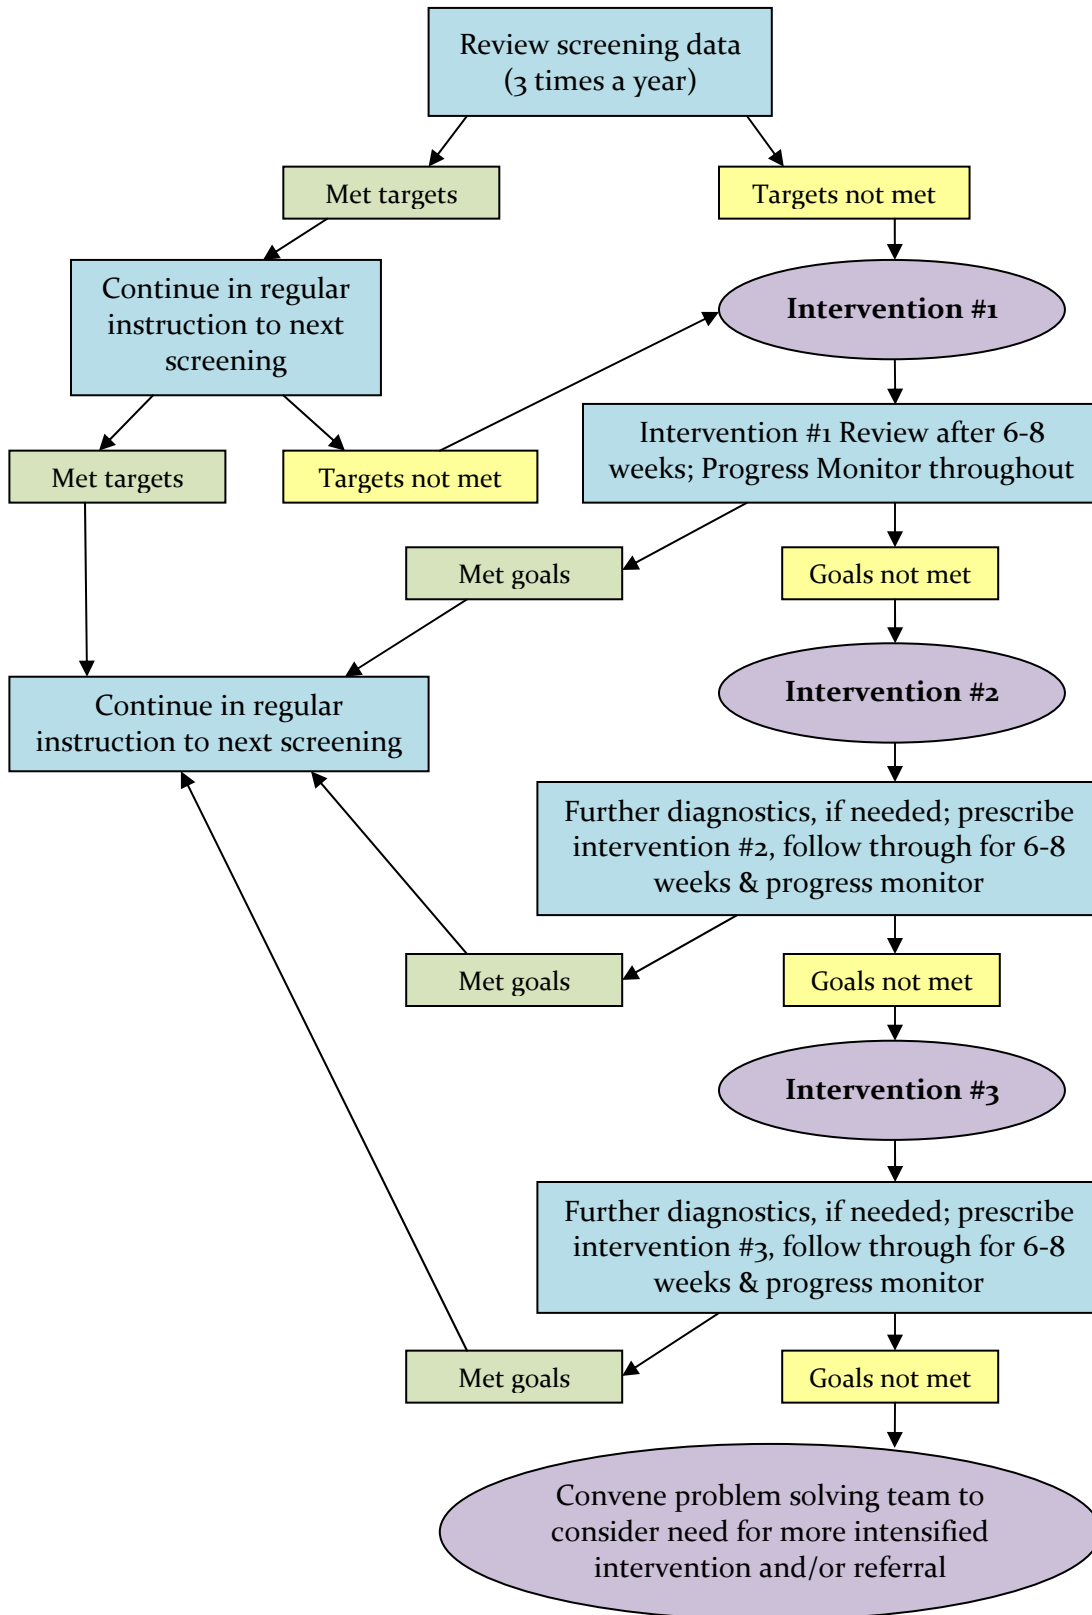 Review screening data
(3 times a year)
Met targets
Targets not met
Continue in regular
instruction to next
screening
Intervention #1
Met targets
Targets not met
Intervention #1 Review after 6-8
weeks; Progress Monitor throughout
Met goals
Goals not met
Continue in regular
instruction to next screening
Intervention #2
Further diagnostics, if needed; prescribe
intervention #2, follow through for 6-8
weeks & progress monitor
Met goals
Goals not met
Intervention #3
Further diagnostics, if needed; prescribe
intervention #3, follow through for 6-8
weeks & progress monitor
Met goals
Goals not met
Convene problem solving team to
consider need for more intensified
intervention and/or referral